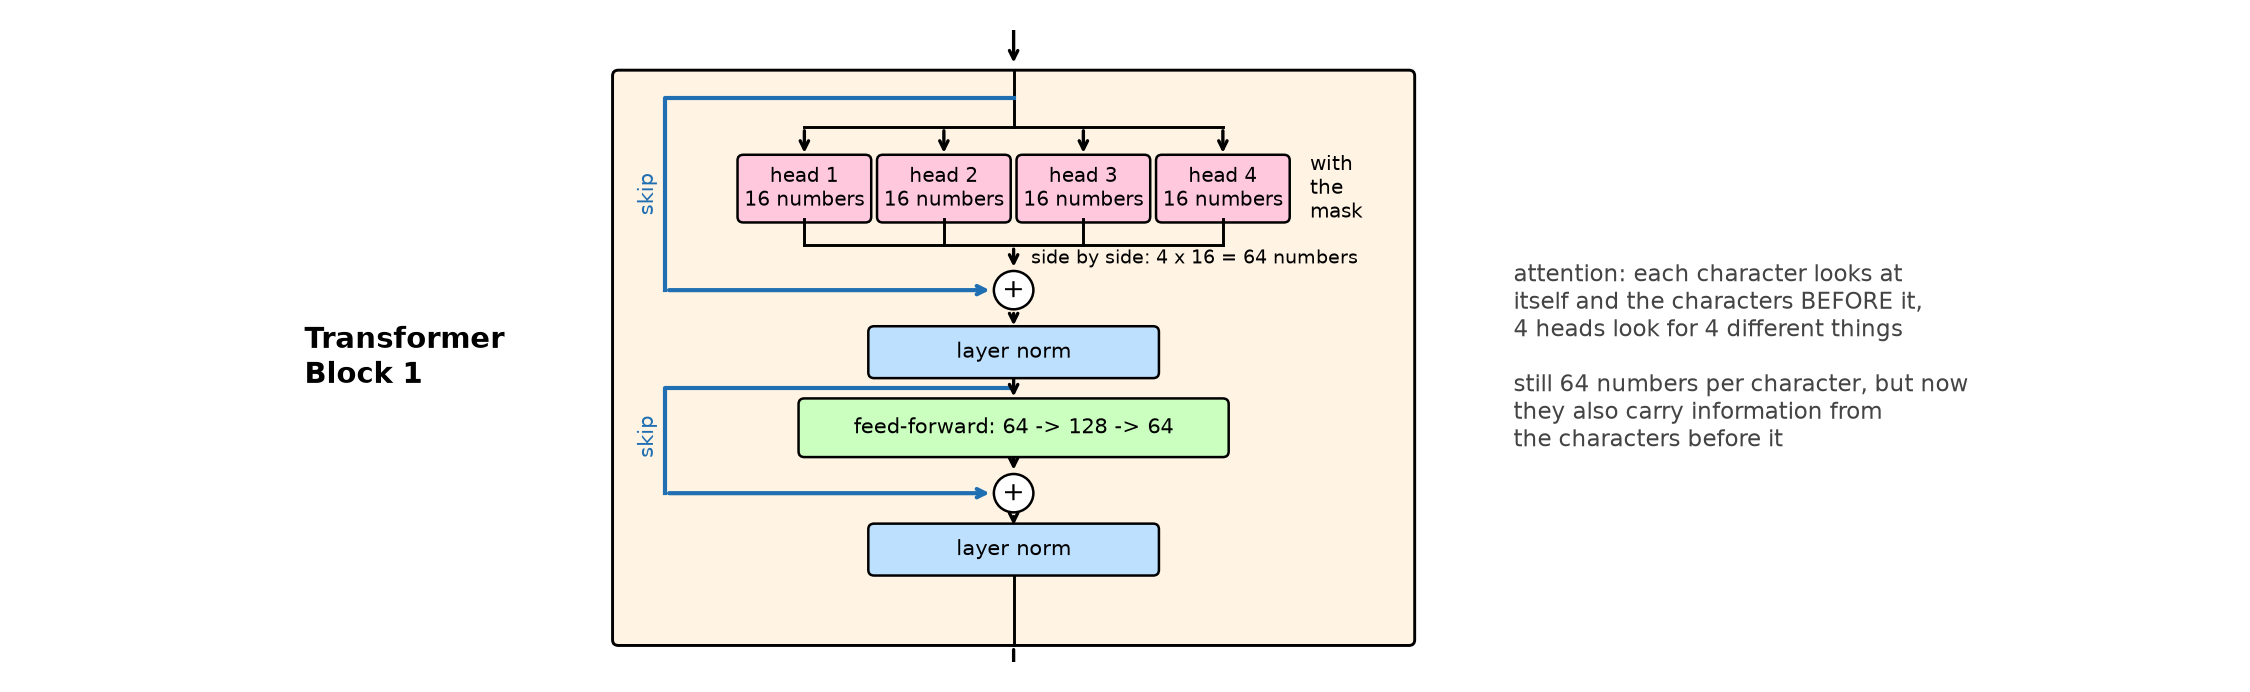 Transformer
Block 1
skip
head 1
16 numbers
head 2
16 numbers
head 3
16 numbers
head 4
16 numbers
with
the
mask
side by side: 4 x 16 = 64 numbers
+
layer norm
skip
feed-forward: 64 -> 128 -> 64
+
layer norm
attention: each character looks at
itself and the characters BEFORE it,
4 heads look for 4 different things
still 64 numbers per character, but now
they also carry information from
the characters before it